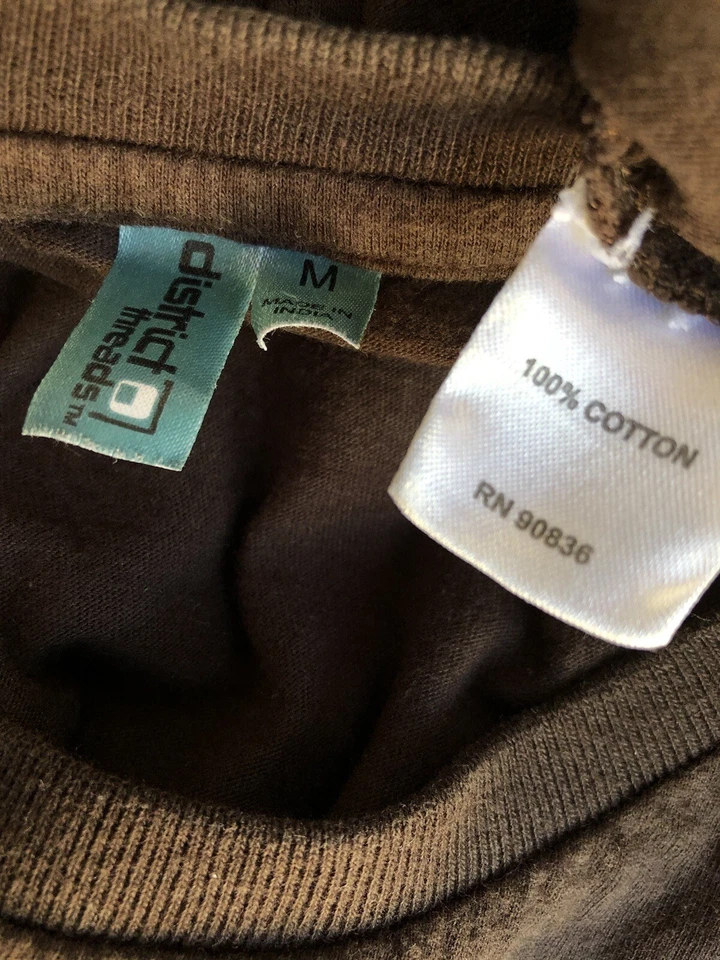 district
threads™
M
MADE IN
INDIA
100% COTTON
RN 90836